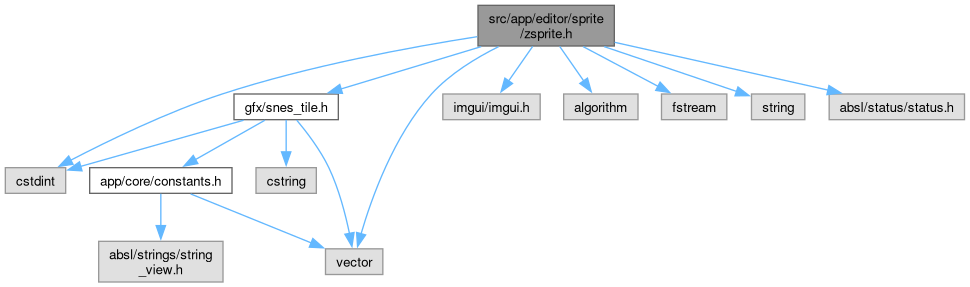 src/app/editor/sprite
/zsprite.h
gfx/snes_tile.h
imgui/imgui.h
algorithm
fstream
string
absl/status/status.h
cstdint
app/core/constants.h
cstring
absl/strings/string
_view.h
vector